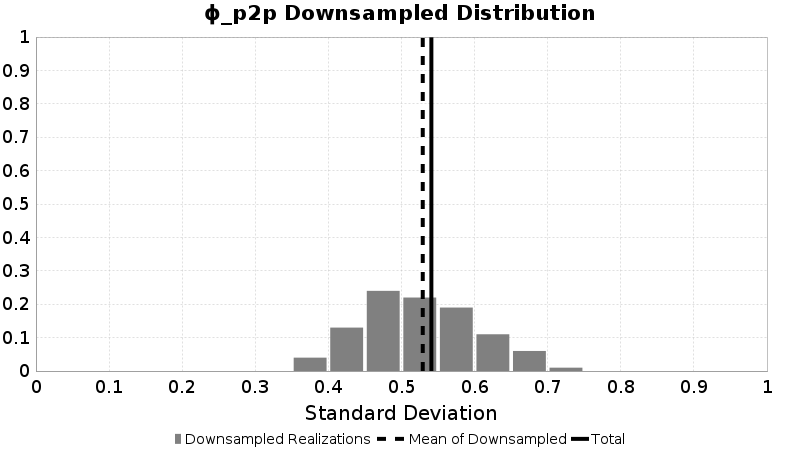 ϕ_p2p Downsampled Distribution
1
0.9
0.8
0.7
0.6
0.5
0.4
0.3
0.2
0.1
0
0 0.1 0.2 0.3 0.4 0.5 0.6 0.7 0.8 0.9 1
Standard Deviation
Downsampled Realizations Mean of Downsampled Total